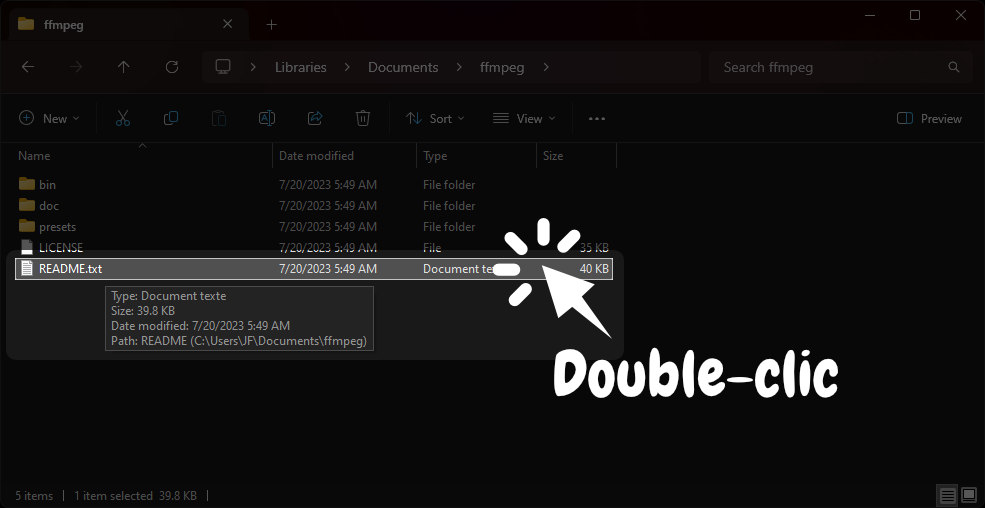 ffmpeg
Libraries > Documents > ffmpeg >
Search ffmpeg
New
Sort
View
Preview
Name Date modified Type Size
bin 7/20/2023 5:49 AM File folder
doc 7/20/2023 5:49 AM File folder
presets 7/20/2023 5:49 AM File folder
LICENSE 7/20/2023 5:49 AM File 35 KB
README.txt 7/20/2023 5:49 AM Document 40 KB
Type: Document texte
Size: 39.8 KB
Date modified: 7/20/2023 5:49 AM
Path: README (C:\Users\JF\Documents\ffmpeg)
Double-clic
5 items | 1 item selected 39.8 KB |